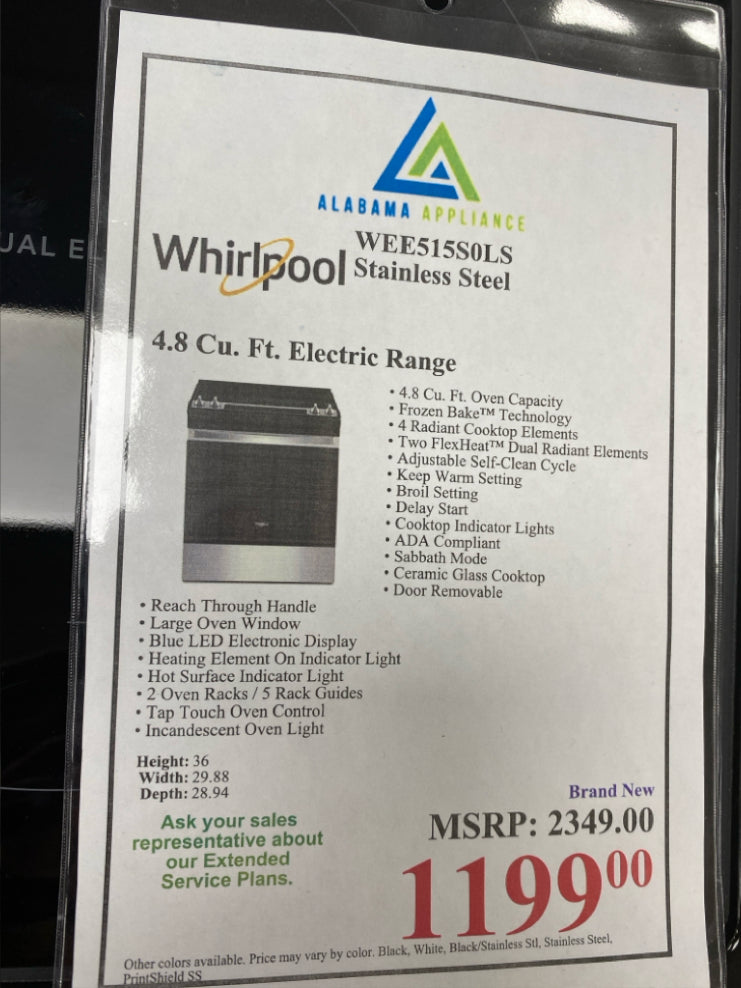 UAL E
ALABAMA APPLIANCE
Whirlpool
WEE515S0LS
Stainless Steel
4.8 Cu. Ft. Electric Range
• 4.8 Cu. Ft. Oven Capacity
• Frozen Bake™ Technology
• 4 Radiant Cooktop Elements
• Two FlexHeat™ Dual Radiant Elements
• Adjustable Self-Clean Cycle
• Keep Warm Setting
• Broil Setting
• Delay Start
• Cooktop Indicator Lights
• ADA Compliant
• Sabbath Mode
• Ceramic Glass Cooktop
• Door Removable
• Reach Through Handle
• Large Oven Window
• Blue LED Electronic Display
• Heating Element On Indicator Light
• Hot Surface Indicator Light
• 2 Oven Racks / 5 Rack Guides
• Tap Touch Oven Control
• Incandescent Oven Light
Height: 36
Width: 29.88
Depth: 28.94
Ask your sales
representative about
our Extended
Service Plans.
Brand New
MSRP: 2349.00
1199⁰⁰
Other colors available. Price may vary by color. Black, White, Black/Stainless Stl, Stainless Steel,
PrintShield SS